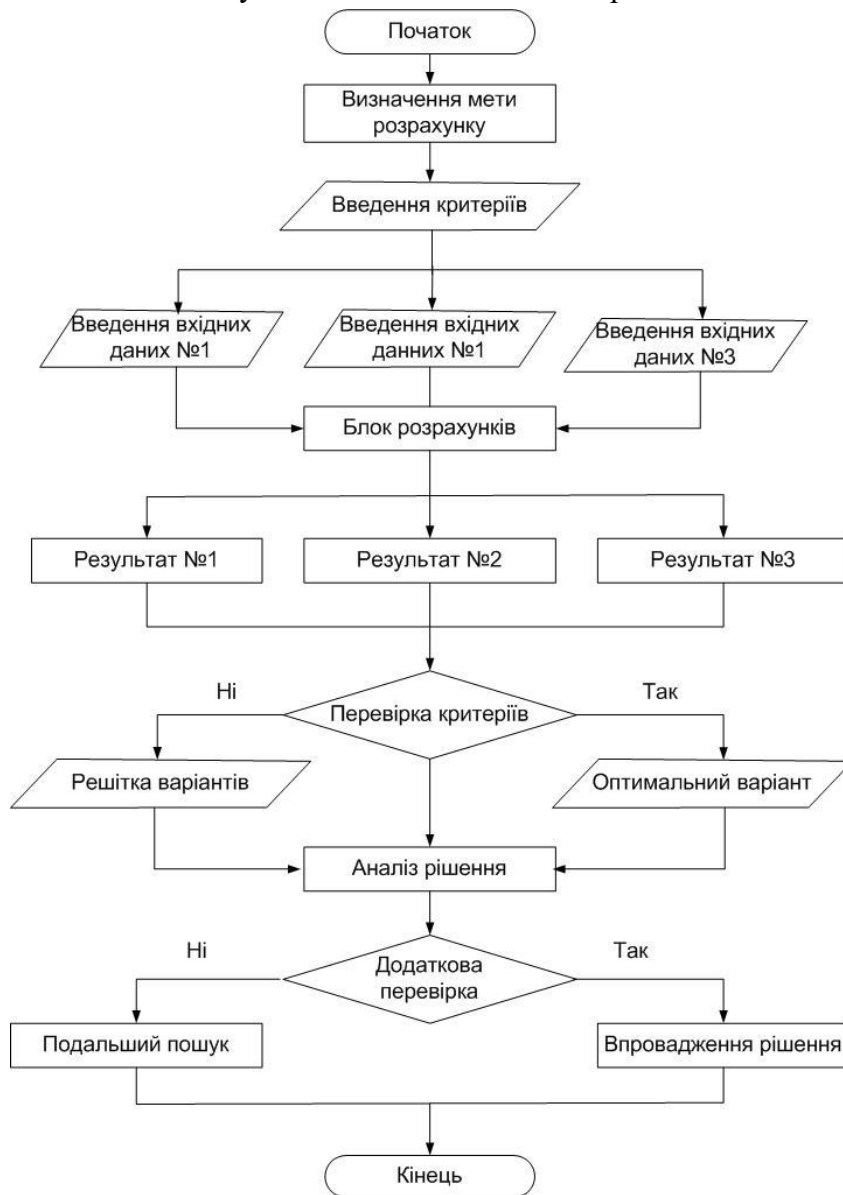 Початок
Визначення мети
розрахунку
Введення критеріїв
Введення вхідних
даних №1
Введення вхідних
данних №1
Введення вхідних
даних №3
Блок розрахунків
Результат №1
Результат №2
Результат №3
Ні
Так
Перевірка критеріїв
Решітка варіантів
Оптимальний варіант
Аналіз рішення
Ні
Так
Додаткова
перевірка
Подальший пошук
Впровадження рішення
Кінець